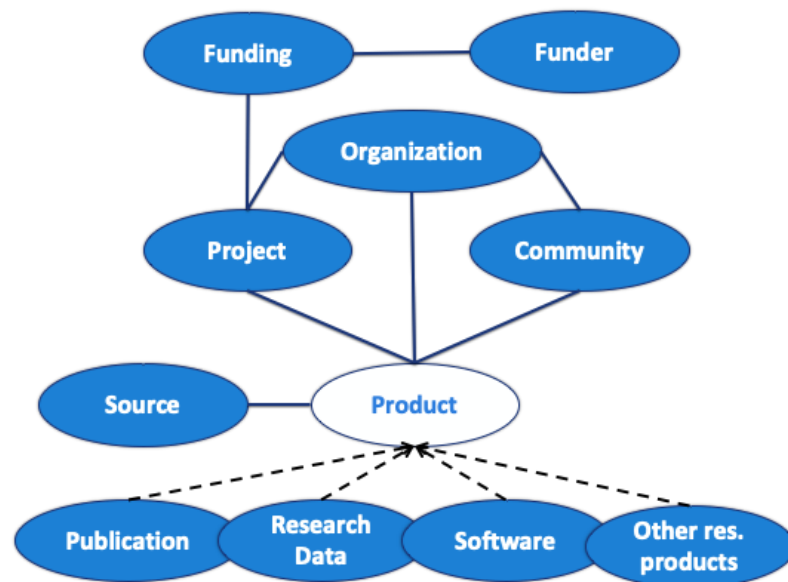 Funding
Funder
Organization
Project
Community
Source
Product
Publication
Research
Data
Software
Other res.
products